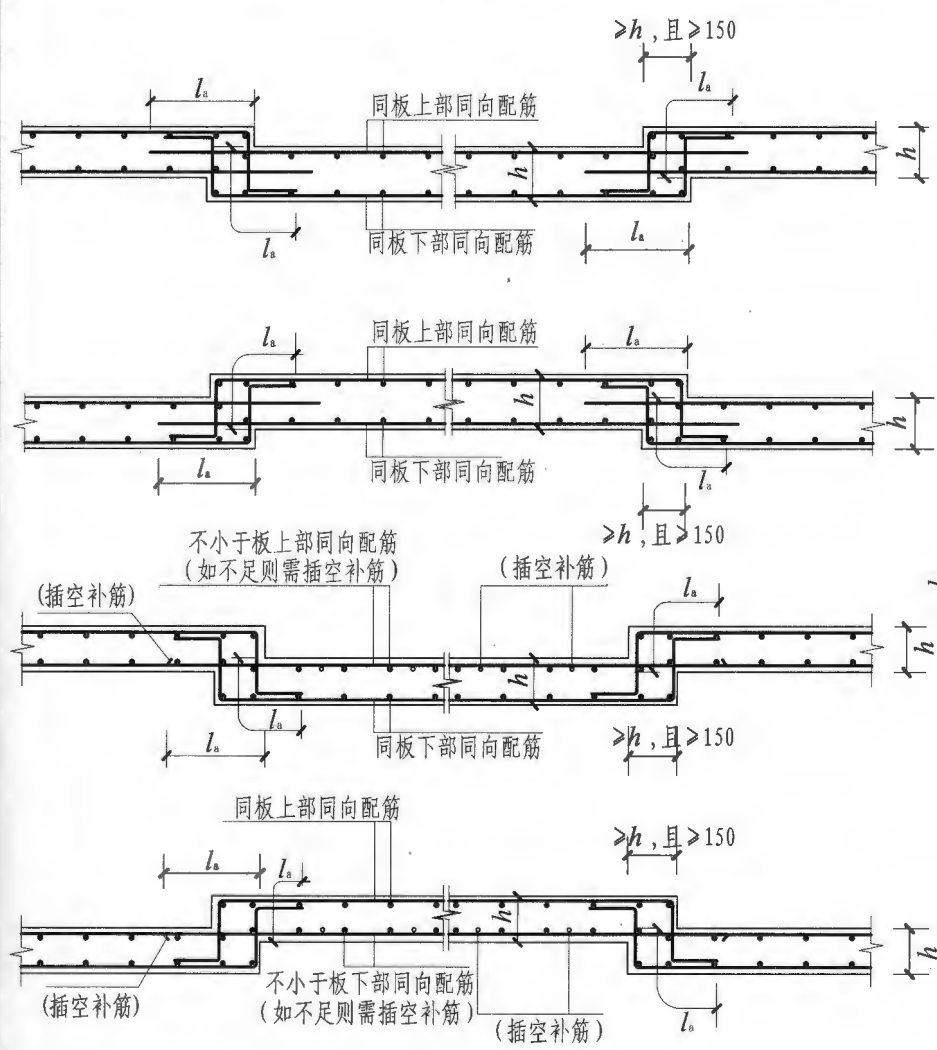 ≥h,且≥150
la
同板上部同向配筋
la
h
h
la
同板下部同向配筋
la
la
同板上部同向配筋
la
h
h
la
同板下部同向配筋
la
≥h,且≥150
不小于板上部同向配筋
(如不足则需插空补筋)
(插空补筋)
(插空补筋)
la
h
h
la
la
同板下部同向配筋
≥h,且≥150
同板上部同向配筋
≥h,且≥150
la
la
h
h
(插空补筋)
不小于板下部同向配筋
(如不足则需插空补筋)
(插空补筋)
la